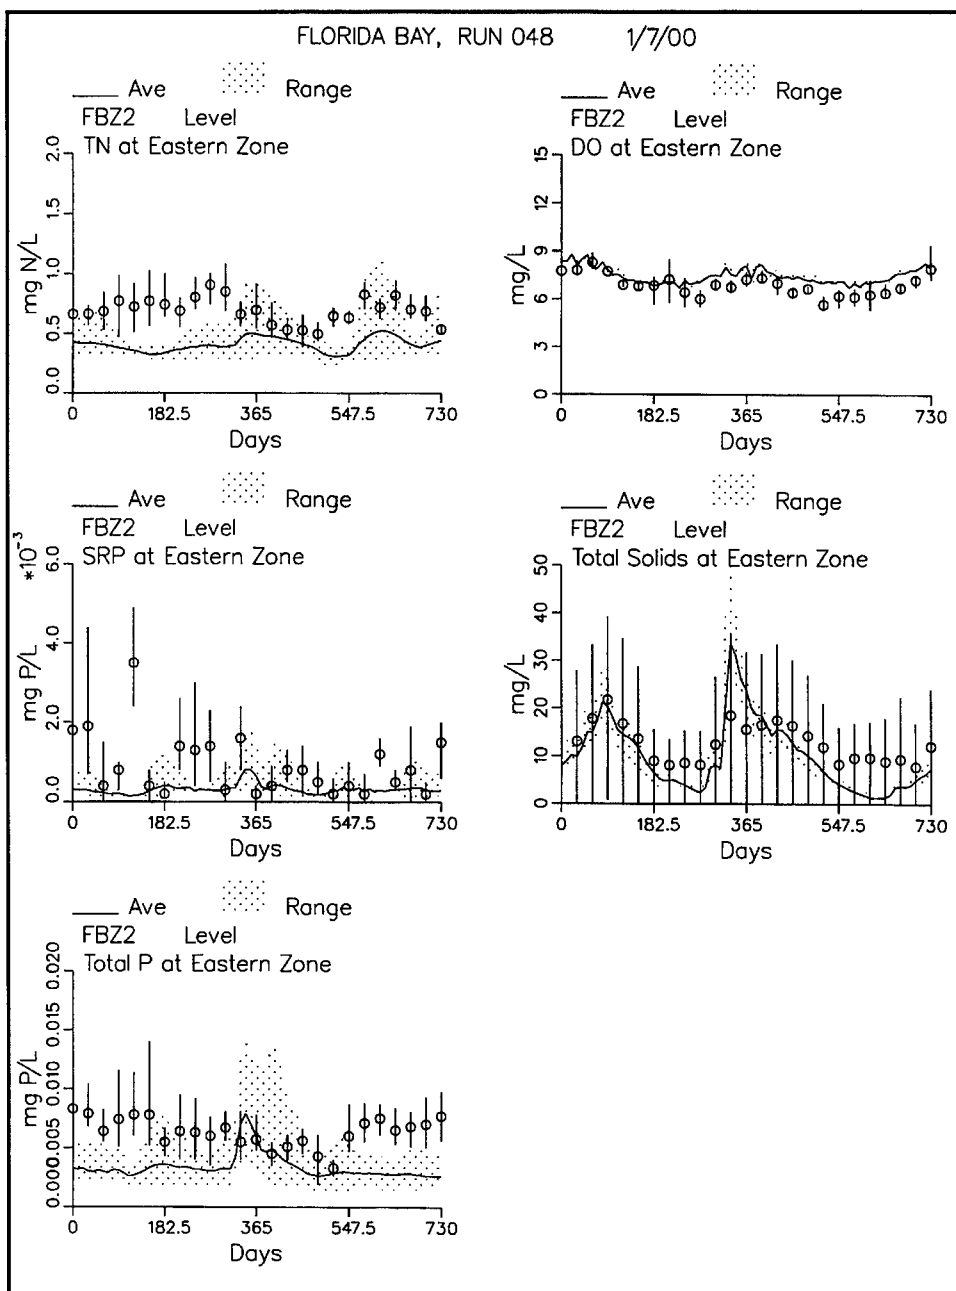 FLORIDA BAY, RUN 048 1/7/00
Ave Range
FBZ2 Level
TN at Eastern Zone
mg N/L
2.0
1.5
1.0
0.5
0.0
0 182.5 365 547.5 730
Days
Ave Range
FBZ2 Level
DO at Eastern Zone
mg/L
15
12
9
6
3
0
0 182.5 365 547.5 730
Days
Ave Range
FBZ2 Level
SRP at Eastern Zone
*10-3
mg P/L
6.0
4.0
2.0
0.0
0 182.5 365 547.5 730
Days
Ave Range
FBZ2 Level
Total Solids at Eastern Zone
mg/L
50
40
30
20
10
0
0 182.5 365 547.5 730
Days
Ave Range
FBZ2 Level
Total P at Eastern Zone
mg P/L
0.020
0.015
0.010
0.005
0.000
0 182.5 365 547.5 730
Days